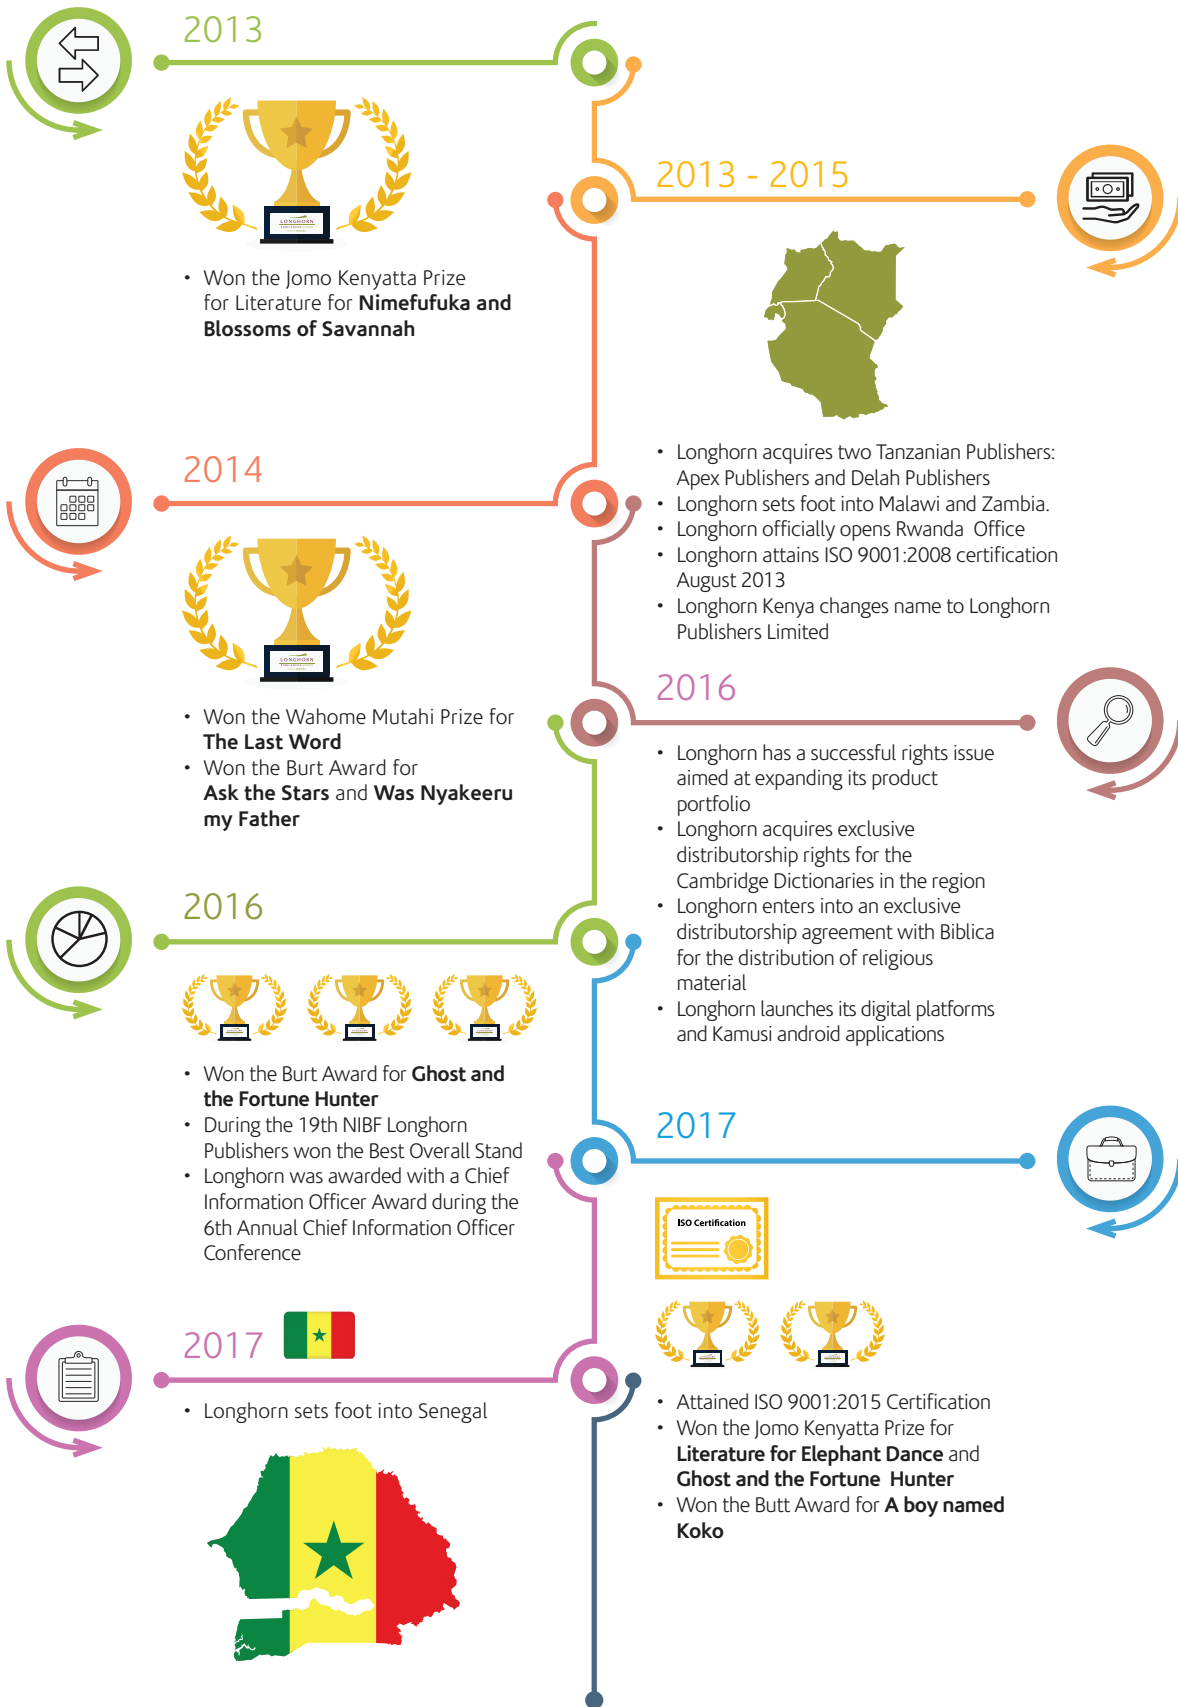 2013
LONGHORN
• Won the Jomo Kenyatta Prize
for Literature for Nimefufuka and
Blossoms of Savannah
2013 - 2015
• Longhorn acquires two Tanzanian Publishers:
Apex Publishers and Delah Publishers
• Longhorn sets foot into Malawi and Zambia.
• Longhorn officially opens Rwanda Office
• Longhorn attains ISO 9001:2008 certification
August 2013
• Longhorn Kenya changes name to Longhorn
Publishers Limited
2014
LONGHORN
• Won the Wahome Mutahi Prize for
The Last Word
• Won the Burt Award for
Ask the Stars and Was Nyakeeru
my Father
2016
• Longhorn has a successful rights issue
aimed at expanding its product
portfolio
• Longhorn acquires exclusive
distributorship rights for the
Cambridge Dictionaries in the region
• Longhorn enters into an exclusive
distributorship agreement with Biblica
for the distribution of religious
material
• Longhorn launches its digital platforms
and Kamusi android applications
2016
• Won the Burt Award for Ghost and
the Fortune Hunter
• During the 19th NIBF Longhorn
Publishers won the Best Overall Stand
• Longhorn was awarded with a Chief
Information Officer Award during the
6th Annual Chief Information Officer
Conference
2017
ISO Certification
• Attained ISO 9001:2015 Certification
• Won the Jomo Kenyatta Prize for
Literature for Elephant Dance and
Ghost and the Fortune Hunter
• Won the Butt Award for A boy named
Koko
2017
• Longhorn sets foot into Senegal